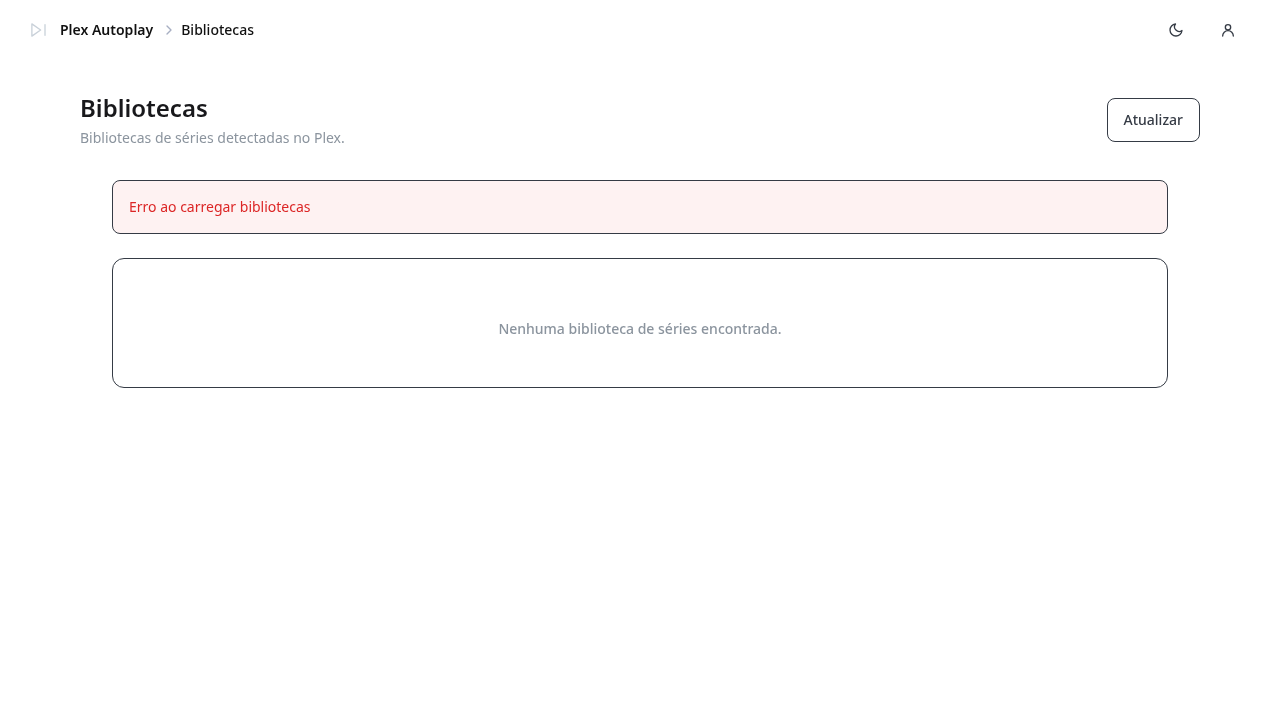 Plex Autoplay Bibliotecas
Bibliotecas
Bibliotecas de séries detectadas no Plex.
Atualizar
Erro ao carregar bibliotecas
Nenhuma biblioteca de séries encontrada.